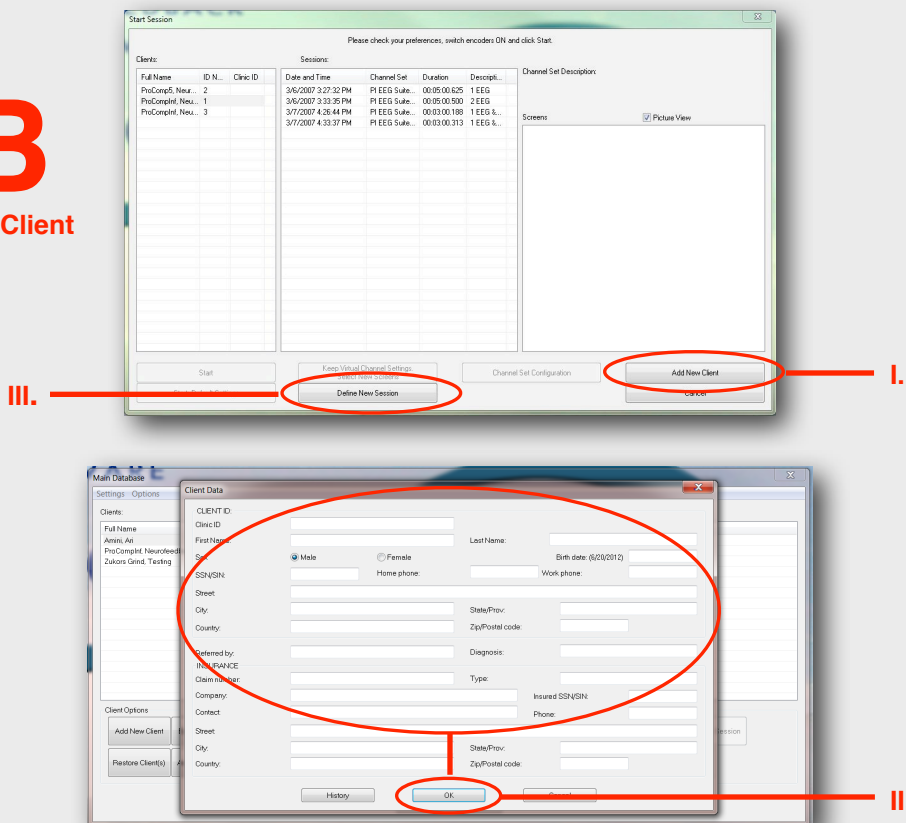 Start Session
Please check your preferences, switch encoders ON and click Start.
Clients:
Sessions:
Channel Set Description:
Full Name ID N... Clinic ID
ProComp5, Neur... 2
ProCompInf, Neu... 1
ProCompInf, Neu... 3
Date and Time Channel Set Duration Descripti...
3/6/2007 3:27:32 PM PI EEG Suite... 00:05:00.625 1 EEG
3/6/2007 3:33:35 PM PI EEG Suite... 00:05:00.500 2 EEG
3/7/2007 4:26:44 PM PI EEG Suite... 00:03:00.188 1 EEG &...
3/7/2007 4:33:37 PM PI EEG Suite... 00:03:00.313 1 EEG &...
Screens
Picture View
B
Client
Start
Keep Virtual Channel Settings
Select New Screens
Channel Set Configuration
Add New Client
I.
III.
Define New Session
Cancel
Main Database
Settings Options
Clients:
Full Name
Amini, Ari
ProCompInf, Neurofeed
Zukors Grind, Testing
Client Options
Add New Client
Restore Client(s)
Client Data
CLIENT ID:
Clinic ID
First Name:
Last Name:
Sex:
Male
Female
Birth date: (6/20/2012)
SSN/SIN:
Home phone:
Work phone:
Street:
City:
State/Prov:
Country:
Zip/Postal code:
Referred by:
Diagnosis:
INSURANCE
Claim number:
Type:
Company:
Insured SSN/SIN:
Contact:
Phone:
Street:
City:
State/Prov:
Country:
Zip/Postal code:
History
OK
Cancel
II